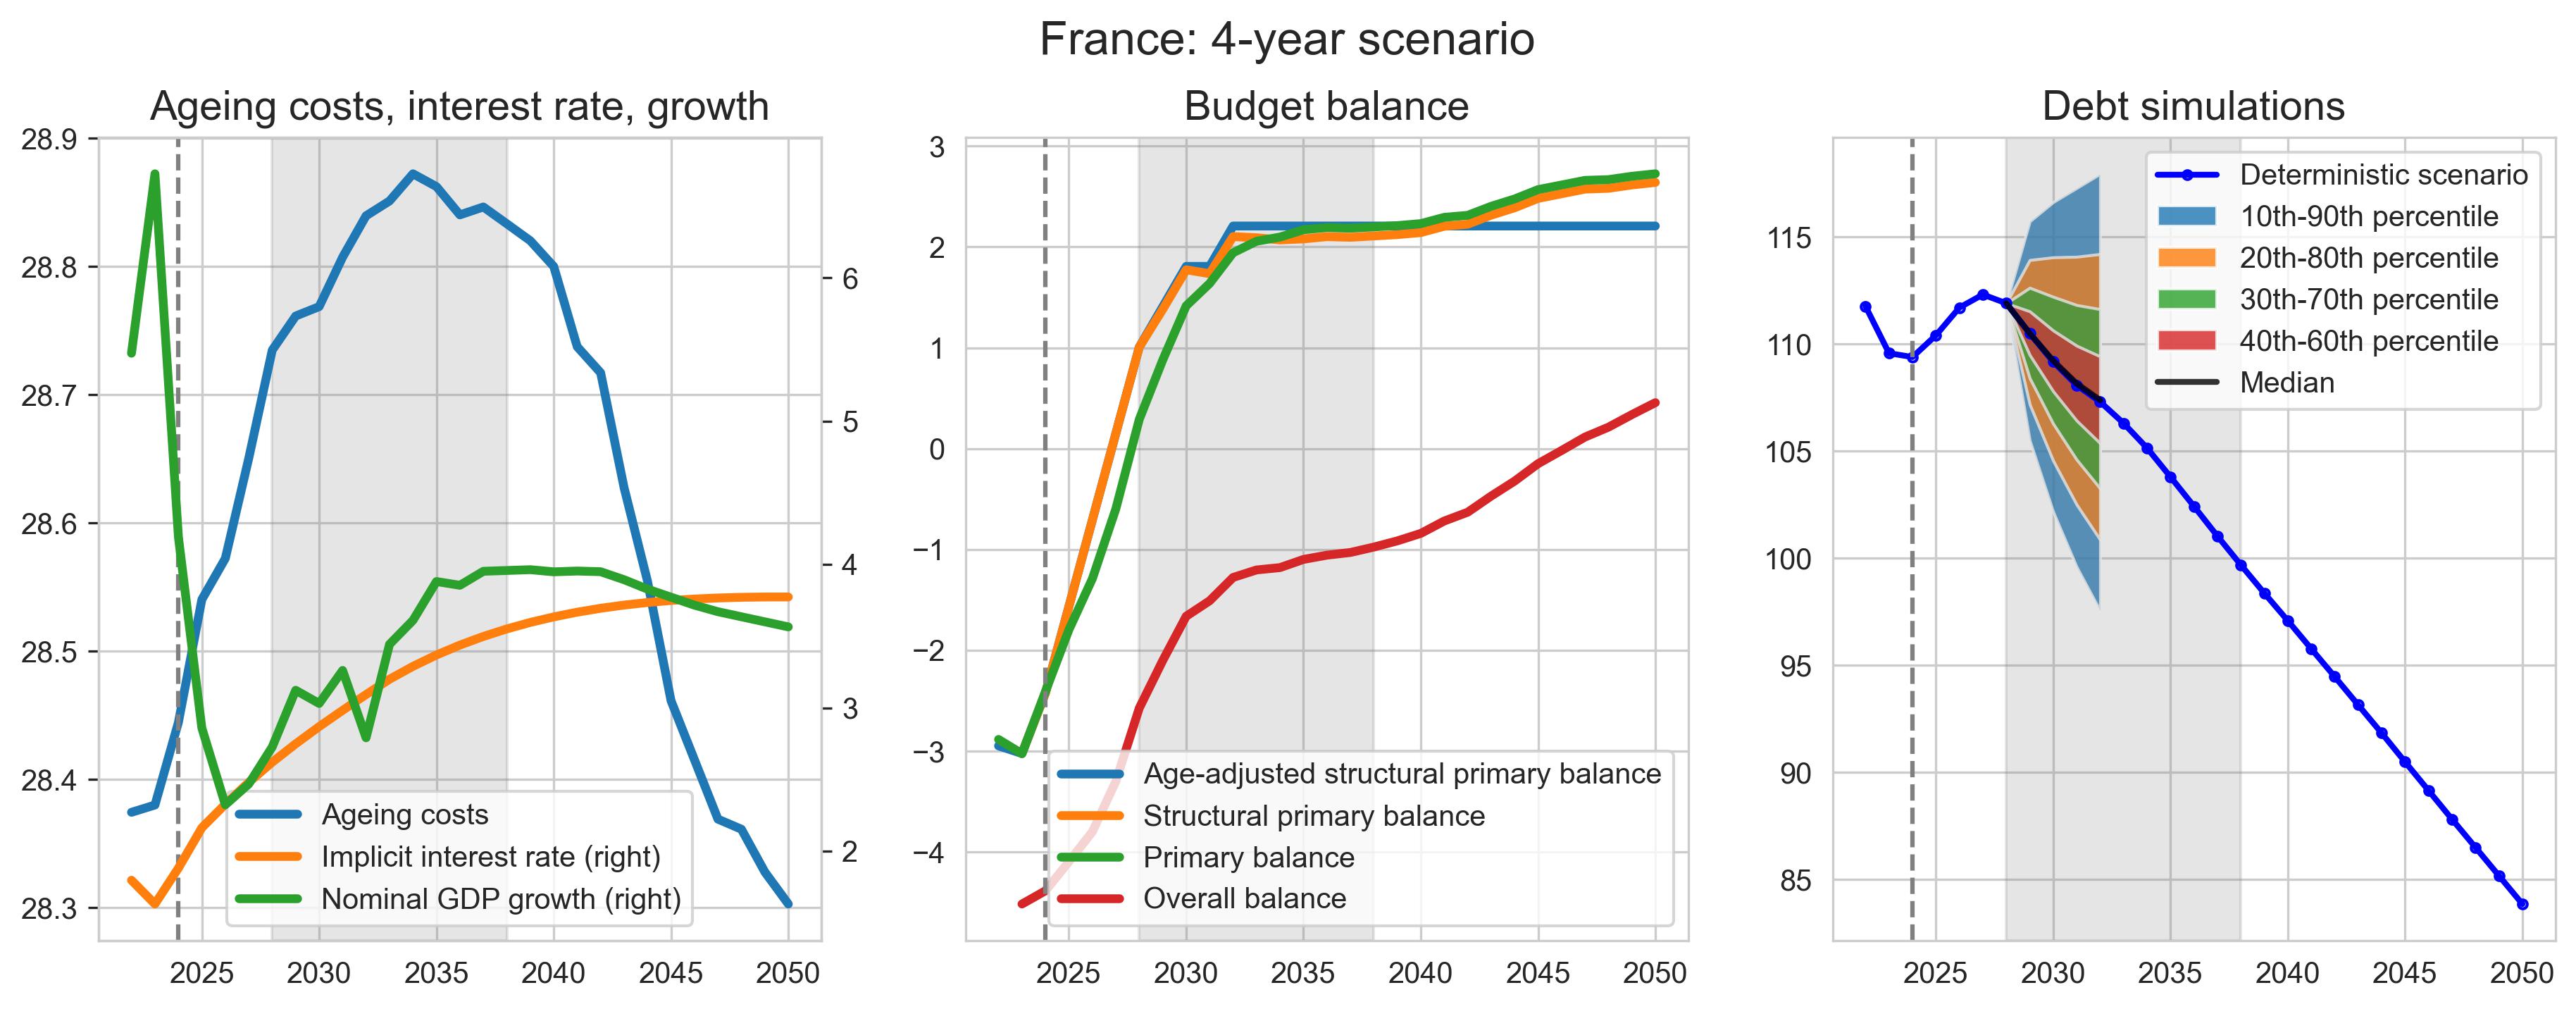 France: 4-year scenario
Ageing costs, interest rate, growth
28.9
28.8
28.7
28.6
28.5
28.4
28.3
6
5
4
3
2
2025 2030 2035 2040 2045 2050
Ageing costs
Implicit interest rate (right)
Nominal GDP growth (right)
Budget balance
3
2
1
0
−1
−2
−3
−4
2025 2030 2035 2040 2045 2050
Age-adjusted structural primary balance
Structural primary balance
Primary balance
Overall balance
Debt simulations
115
110
105
100
95
90
85
2025 2030 2035 2040 2045 2050
Deterministic scenario
10th-90th percentile
20th-80th percentile
30th-70th percentile
40th-60th percentile
Median